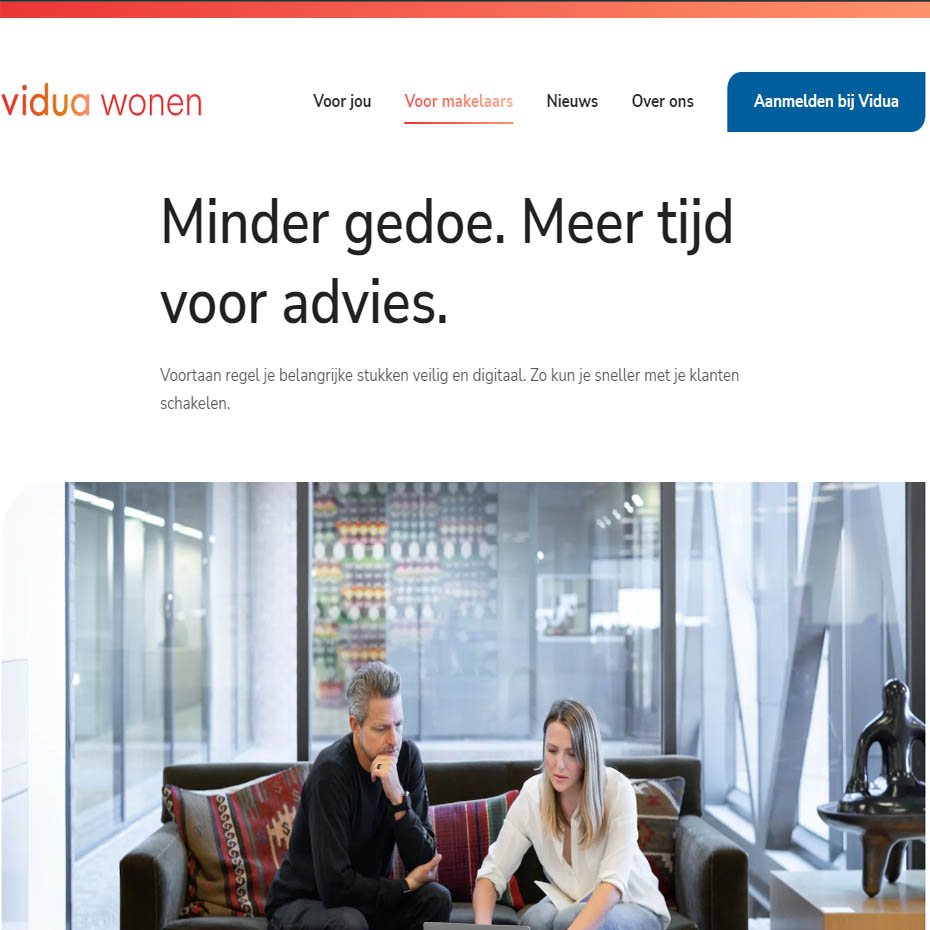 vidua wonen
Voor jou
Voor makelaars
Nieuws
Over ons
Aanmelden bij Vidua
Minder gedoe. Meer tijd
voor advies.
Voortaan regel je belangrijke stukken veilig en digitaal. Zo kun je sneller met je klanten
schakelen.